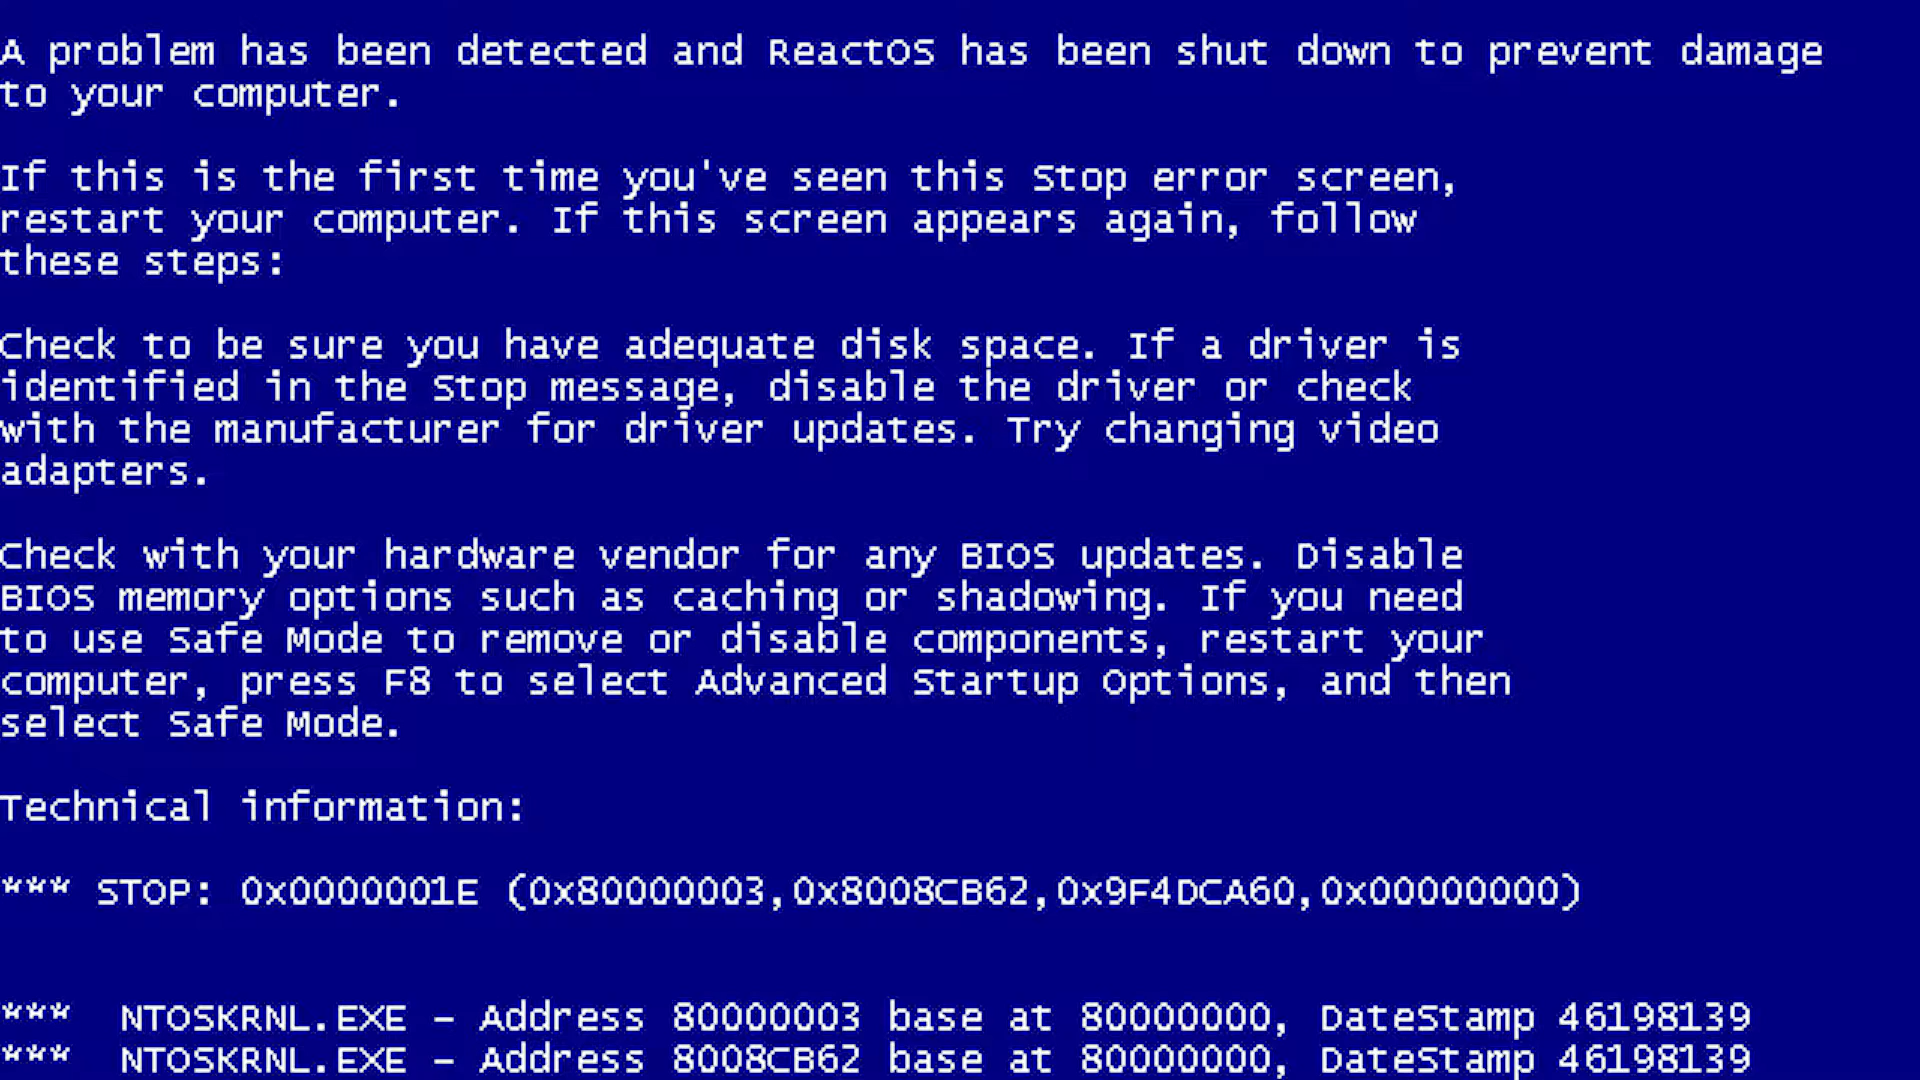 A problem has been detected and ReactOS has been shut down to prevent damage
to your computer.
If this is the first time you've seen this Stop error screen,
restart your computer. If this screen appears again, follow
these steps:
Check to be sure you have adequate disk space. If a driver is
identified in the Stop message, disable the driver or check
with the manufacturer for driver updates. Try changing video
adapters.
Check with your hardware vendor for any BIOS updates. Disable
BIOS memory options such as caching or shadowing. If you need
to use Safe Mode to remove or disable components, restart your
computer, press F8 to select Advanced Startup Options, and then
select Safe Mode.
Technical information:
*** STOP: 0x0000001E (0x80000003,0x8008CB62,0x9F4DCA60,0x00000000)
***  NTOSKRNL.EXE - Address 80000003 base at 80000000, DateStamp 46198139
***  NTOSKRNL.EXE - Address 8008CB62 base at 80000000, DateStamp 46198139